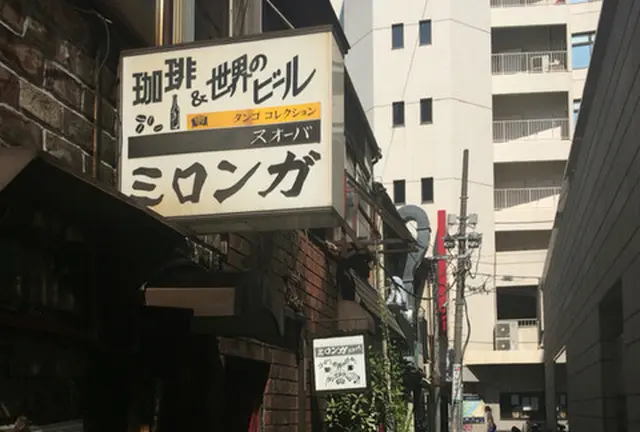 珈琲 & 世界のビール
タンゴ コレクション
ヌオーバ
ミロンガ
ミロンガ